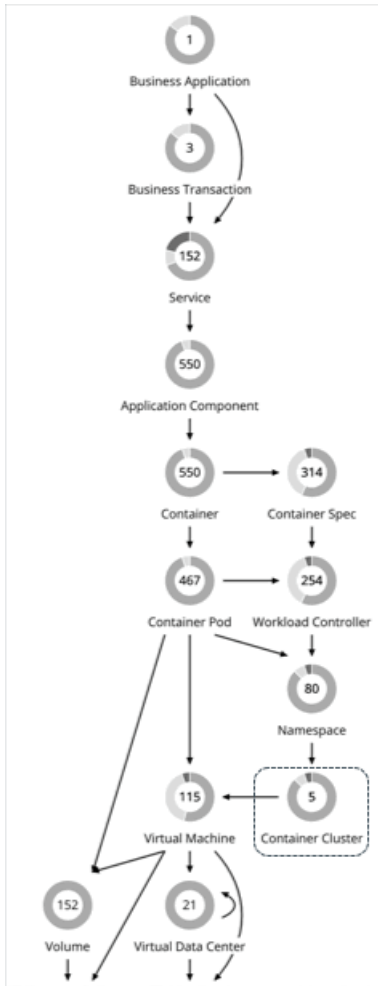 1
Business Application
3
Business Transaction
152
Service
550
Application Component
550
314
Container
Container Spec
467
254
Container Pod
Workload Controller
80
Namespace
115
5
Virtual Machine
Container Cluster
152
21
Volume
Virtual Data Center